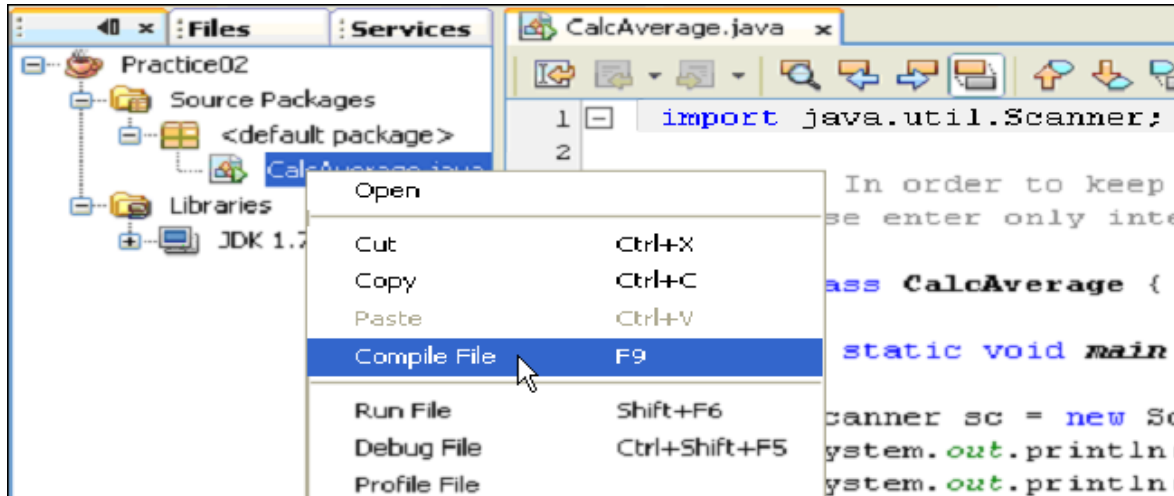 Files
Services
Practice02
Source Packages
<default package>
CalcAverage.java
Libraries
JDK 1.7
Open
Cut Ctrl+X
Copy Ctrl+C
Paste Ctrl+V
Compile File F9
Run File Shift+F6
Debug File Ctrl+Shift+F5
Profile File
CalcAverage.java
1 import java.util.Scanner;
2
In order to keep
se enter only inte
ass CalcAverage {
static void main
canner sc = new Sc
ystem.out.println
ystem.out.println